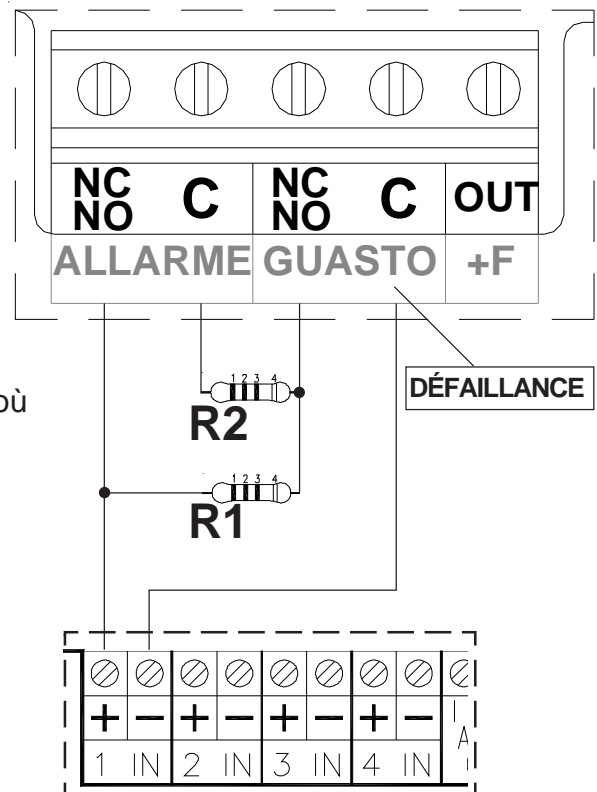 NC NO C NC NO C OUT
ALLARME GUASTO +F
DÉFAILLANCE
où
1 2 3 4
R2
1 2 3 4
R1
+ − + − + − + −
1 IN 2 IN 3 IN 4 IN